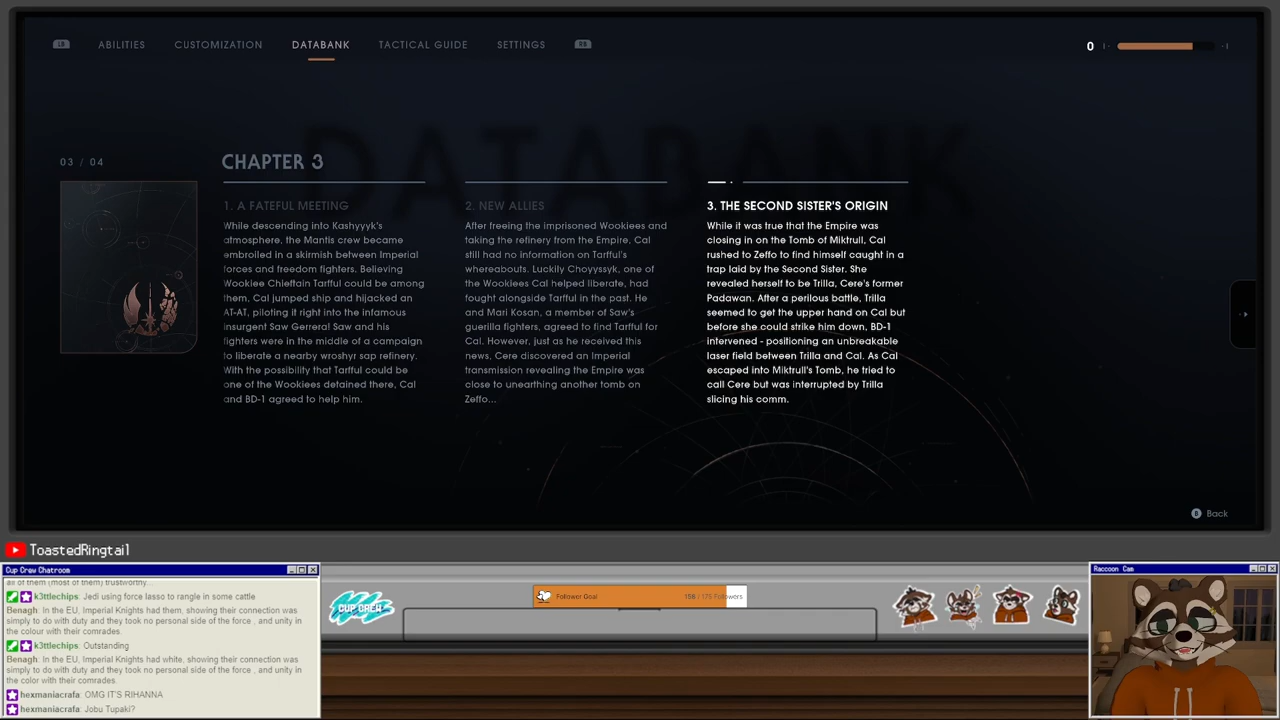 LB ABILITIES CUSTOMIZATION DATABANK TACTICAL GUIDE SETTINGS RB 0
DATABANK
03 / 04
CHAPTER 3
1. A FATEFUL MEETING
While descending into Kashyyyk's
atmosphere, the Mantis crew became
embroiled in a skirmish between Imperial
forces and freedom fighters. Believing
Wookiee Chieftain Tarfful could be among
them, Cal jumped ship and hijacked an
AT-AT, piloting it right into the infamous
insurgent Saw Gerrera! Saw and his
fighters were in the middle of a campaign
to liberate a nearby wroshyr sap refinery.
With the possibility that Tarfful could be
one of the Wookiees detained there, Cal
and BD-1 agreed to help him.
2. NEW ALLIES
After freeing the imprisoned Wookiees and
taking the refinery from the Empire, Cal
still had no information on Tarfful's
whereabouts. Luckily Choyyssyk, one of
the Wookiees Cal helped liberate, had
fought alongside Tarfful in the past. He
and Mari Kosan, a member of Saw's
guerilla fighters, agreed to find Tarfful for
Cal. However, just as he received this
news, Cere discovered an Imperial
transmission revealing the Empire was
close to unearthing another tomb on
Zeffo...
3. THE SECOND SISTER'S ORIGIN
While it was true that the Empire was
closing in on the Tomb of Miktrull, Cal
rushed to Zeffo to find himself caught in a
trap laid by the Second Sister. She
revealed herself to be Trilla, Cere's former
Padawan. After a perilous battle, Trilla
seemed to get the upper hand on Cal but
before she could strike him down, BD-1
intervened - positioning an unbreakable
laser field between Trilla and Cal. As Cal
escaped into Miktrull's Tomb, he tried to
call Cere but was interrupted by Trilla
slicing his comm.
B Back
ToastedRingtail
Cup Crew Chatroom
all of them (most of them) trustworthy...
k3ttlechips: Jedi using force lasso to rangle in some cattle
Benagh: In the EU, Imperial Knights had them, showing their connection was
simply to do with duty and they took no personal side of the force , and unity in
the colour with their comrades.
k3ttlechips: Outstanding
Benagh: In the EU, Imperial Knights had white, showing their connection was
simply to do with duty and they took no personal side of the force , and unity in
the color with their comrades.
hexmaniacrafa: OMG IT'S RIHANNA
hexmaniacrafa: Jobu Tupaki?
CUP CREW
Follower Goal 156 / 175 Followers
Raccoon Cam